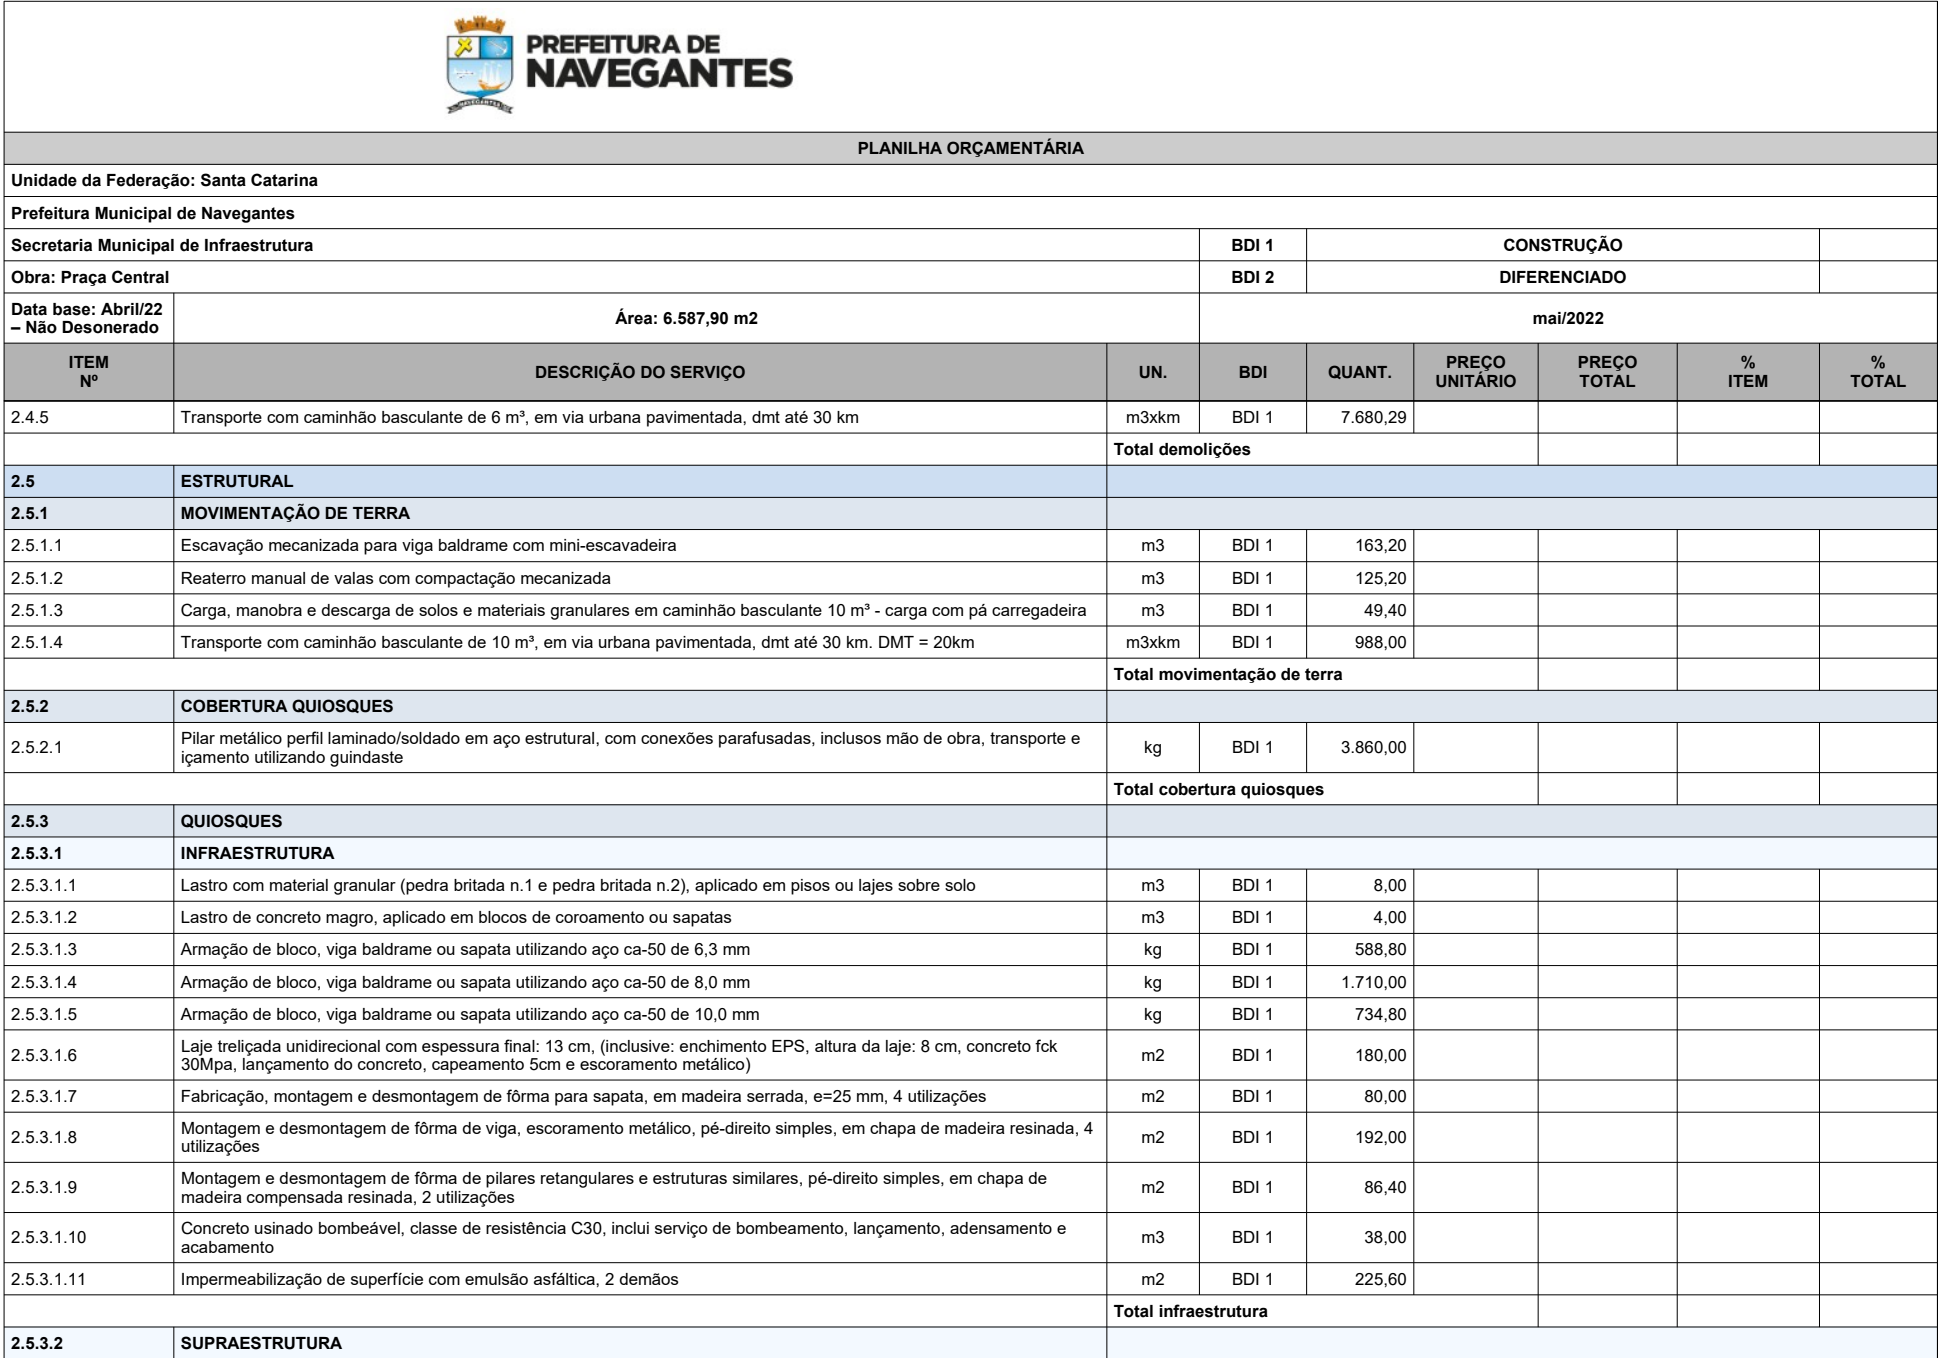 PREFEITURA DE
NAVEGANTES
PLANILHA ORÇAMENTÁRIA
Unidade da Federação: Santa Catarina
Prefeitura Municipal de Navegantes
Secretaria Municipal de Infraestrutura BDI 1 CONSTRUÇÃO
Obra: Praça Central BDI 2 DIFERENCIADO
Data base: Abril/22
– Não Desonerado Área: 6.587,90 m2 mai/2022
ITEM
Nº DESCRIÇÃO DO SERVIÇO UN. BDI QUANT. PREÇO
UNITÁRIO PREÇO
TOTAL %
ITEM %
TOTAL
2.4.5 Transporte com caminhão basculante de 6 m³, em via urbana pavimentada, dmt até 30 km m3xkm BDI 1 7.680,29
Total demolições
2.5 ESTRUTURAL
2.5.1 MOVIMENTAÇÃO DE TERRA
2.5.1.1 Escavação mecanizada para viga baldrame com mini-escavadeira m3 BDI 1 163,20
2.5.1.2 Reaterro manual de valas com compactação mecanizada m3 BDI 1 125,20
2.5.1.3 Carga, manobra e descarga de solos e materiais granulares em caminhão basculante 10 m³ - carga com pá carregadeira m3 BDI 1 49,40
2.5.1.4 Transporte com caminhão basculante de 10 m³, em via urbana pavimentada, dmt até 30 km. DMT = 20km m3xkm BDI 1 988,00
Total movimentação de terra
2.5.2 COBERTURA QUIOSQUES
2.5.2.1 Pilar metálico perfil laminado/soldado em aço estrutural, com conexões parafusadas, inclusos mão de obra, transporte e
içamento utilizando guindaste kg BDI 1 3.860,00
Total cobertura quiosques
2.5.3 QUIOSQUES
2.5.3.1 INFRAESTRUTURA
2.5.3.1.1 Lastro com material granular (pedra britada n.1 e pedra britada n.2), aplicado em pisos ou lajes sobre solo m3 BDI 1 8,00
2.5.3.1.2 Lastro de concreto magro, aplicado em blocos de coroamento ou sapatas m3 BDI 1 4,00
2.5.3.1.3 Armação de bloco, viga baldrame ou sapata utilizando aço ca-50 de 6,3 mm kg BDI 1 588,80
2.5.3.1.4 Armação de bloco, viga baldrame ou sapata utilizando aço ca-50 de 8,0 mm kg BDI 1 1.710,00
2.5.3.1.5 Armação de bloco, viga baldrame ou sapata utilizando aço ca-50 de 10,0 mm kg BDI 1 734,80
2.5.3.1.6 Laje treliçada unidirecional com espessura final: 13 cm, (inclusive: enchimento EPS, altura da laje: 8 cm, concreto fck
30Mpa, lançamento do concreto, capeamento 5cm e escoramento metálico) m2 BDI 1 180,00
2.5.3.1.7 Fabricação, montagem e desmontagem de fôrma para sapata, em madeira serrada, e=25 mm, 4 utilizações m2 BDI 1 80,00
2.5.3.1.8 Montagem e desmontagem de fôrma de viga, escoramento metálico, pé-direito simples, em chapa de madeira resinada, 4
utilizações m2 BDI 1 192,00
2.5.3.1.9 Montagem e desmontagem de fôrma de pilares retangulares e estruturas similares, pé-direito simples, em chapa de
madeira compensada resinada, 2 utilizações m2 BDI 1 86,40
2.5.3.1.10 Concreto usinado bombeável, classe de resistência C30, inclui serviço de bombeamento, lançamento, adensamento e
acabamento m3 BDI 1 38,00
2.5.3.1.11 Impermeabilização de superfície com emulsão asfáltica, 2 demãos m2 BDI 1 225,60
Total infraestrutura
2.5.3.2 SUPRAESTRUTURA